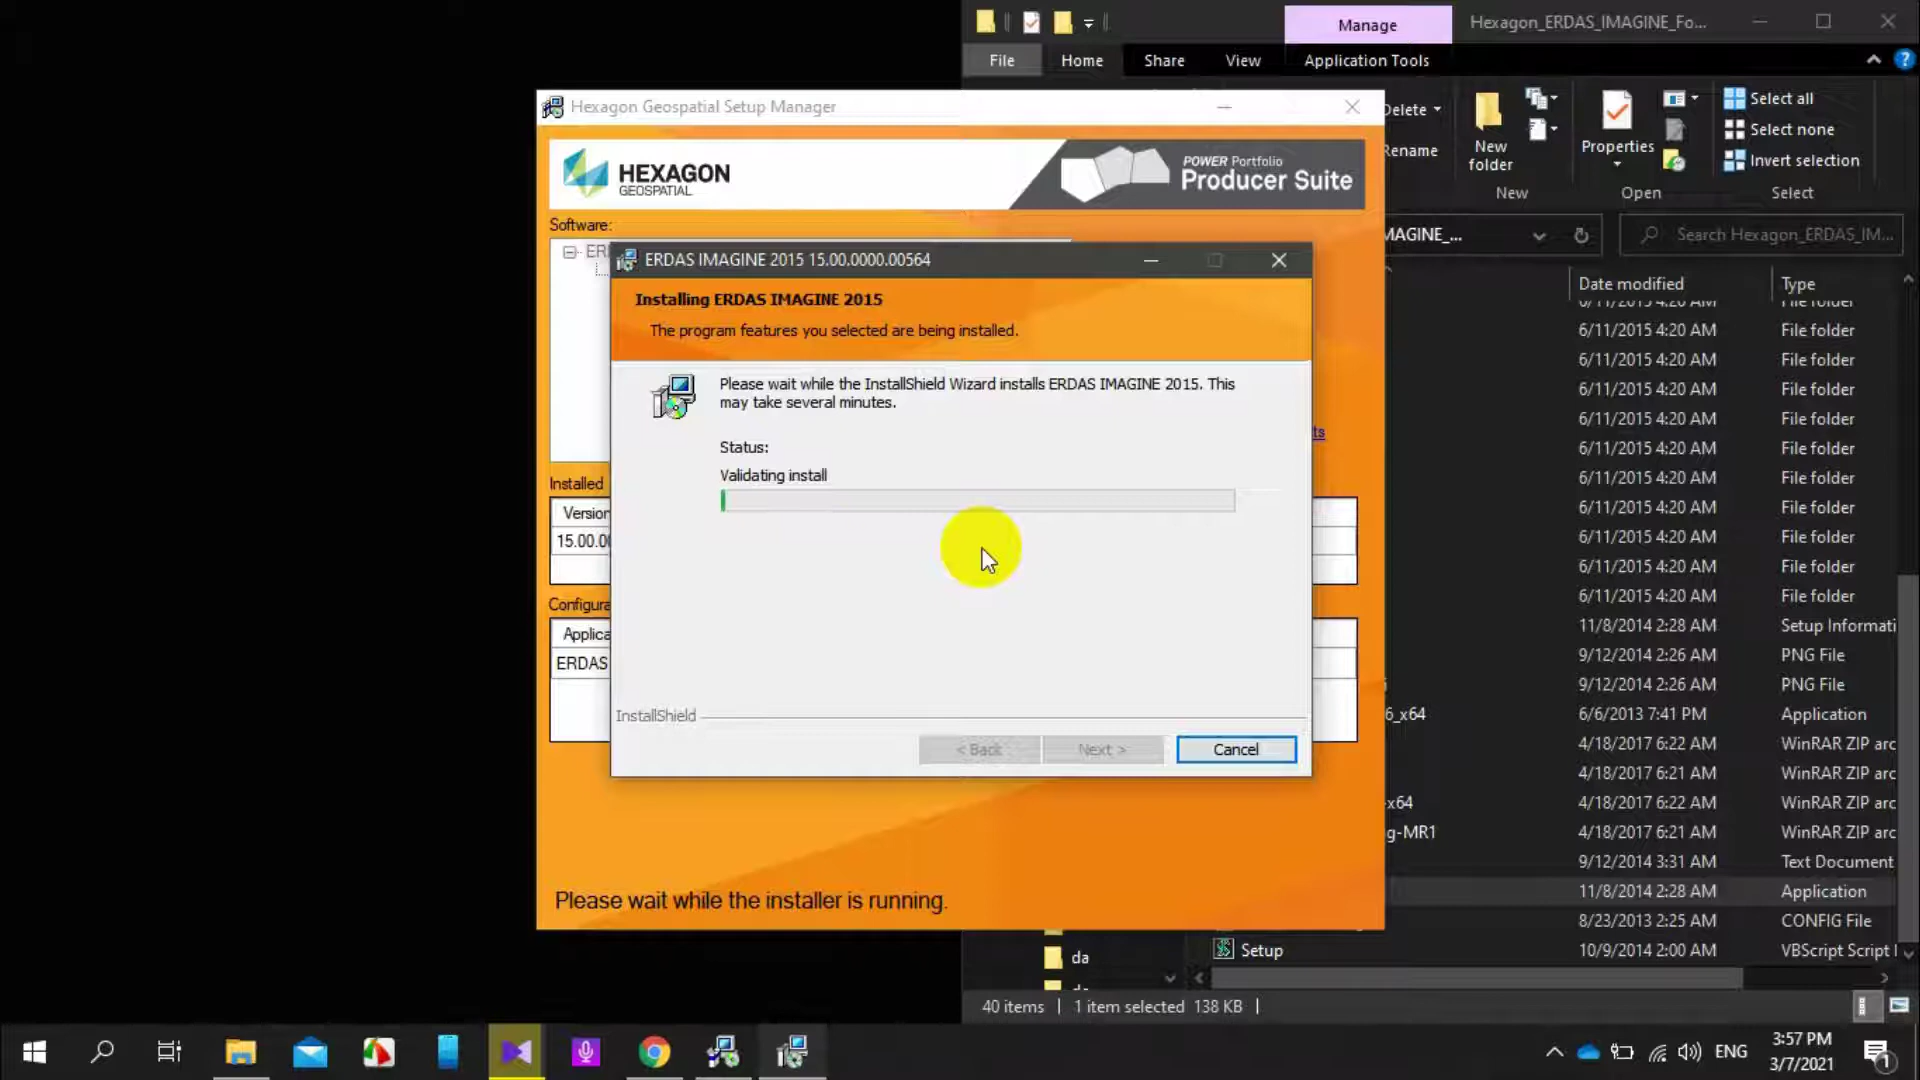 Manage
Hexagon_ERDAS_IMAGINE_Fo...
File
Home
Share
View
Application Tools
Hexagon Geospatial Setup Manager
Delete
Rename
New
folder
Properties
Select all
Select none
Invert selection
New
Open
Select
HEXAGON
GEOSPATIAL
POWER Portfolio
Producer Suite
Software:
MAGINE_...
Search Hexagon_ERDAS_IM...
ER
ERDAS IMAGINE 2015 15.00.0000.00564
Installing ERDAS IMAGINE 2015
The program features you selected are being installed.
Please wait while the InstallShield Wizard installs ERDAS IMAGINE 2015. This
may take several minutes.
Status:
Validating install
ts
Installed
Version
15.00.00
Configura
Applica
ERDAS
InstallShield
< Back
Next >
Cancel
Please wait while the installer is running.
Date modified
Type
6/11/2015 4:20 AM File folder
6/11/2015 4:20 AM File folder
6/11/2015 4:20 AM File folder
6/11/2015 4:20 AM File folder
6/11/2015 4:20 AM File folder
6/11/2015 4:20 AM File folder
6/11/2015 4:20 AM File folder
6/11/2015 4:20 AM File folder
6/11/2015 4:20 AM File folder
6/11/2015 4:20 AM File folder
6/11/2015 4:20 AM File folder
11/8/2014 2:28 AM Setup Informati
9/12/2014 2:26 AM PNG File
9/12/2014 2:26 AM PNG File
6_x64 6/6/2013 7:41 PM Application
4/18/2017 6:22 AM WinRAR ZIP arc
4/18/2017 6:21 AM WinRAR ZIP arc
-x64 4/18/2017 6:22 AM WinRAR ZIP arc
g-MR1 4/18/2017 6:21 AM WinRAR ZIP arc
9/12/2014 3:31 AM Text Document
11/8/2014 2:28 AM Application
8/23/2013 2:25 AM CONFIG File
Setup 10/9/2014 2:00 AM VBScript Script
da
40 items
1 item selected 138 KB
ENG
3:57 PM
3/7/2021
1